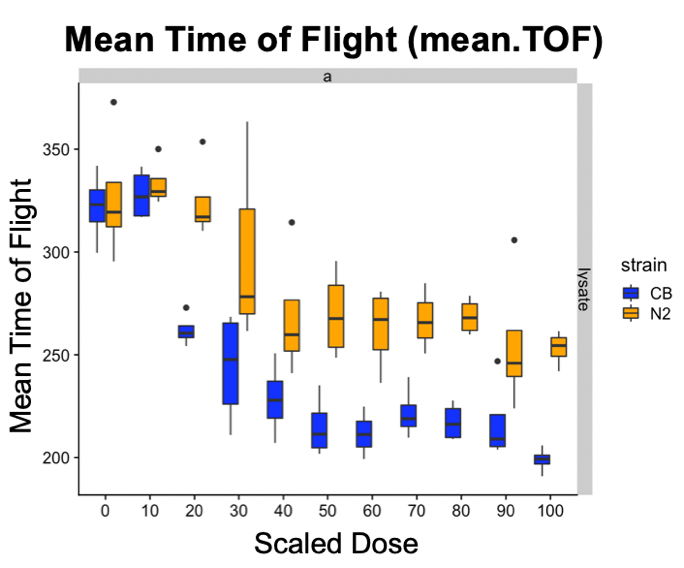 Mean Time of Flight (mean.TOF)
a
Mean Time of Flight
350
300
250
200
lysate
strain
CB
N2
0 10 20 30 40 50 60 70 80 90 100
Scaled Dose